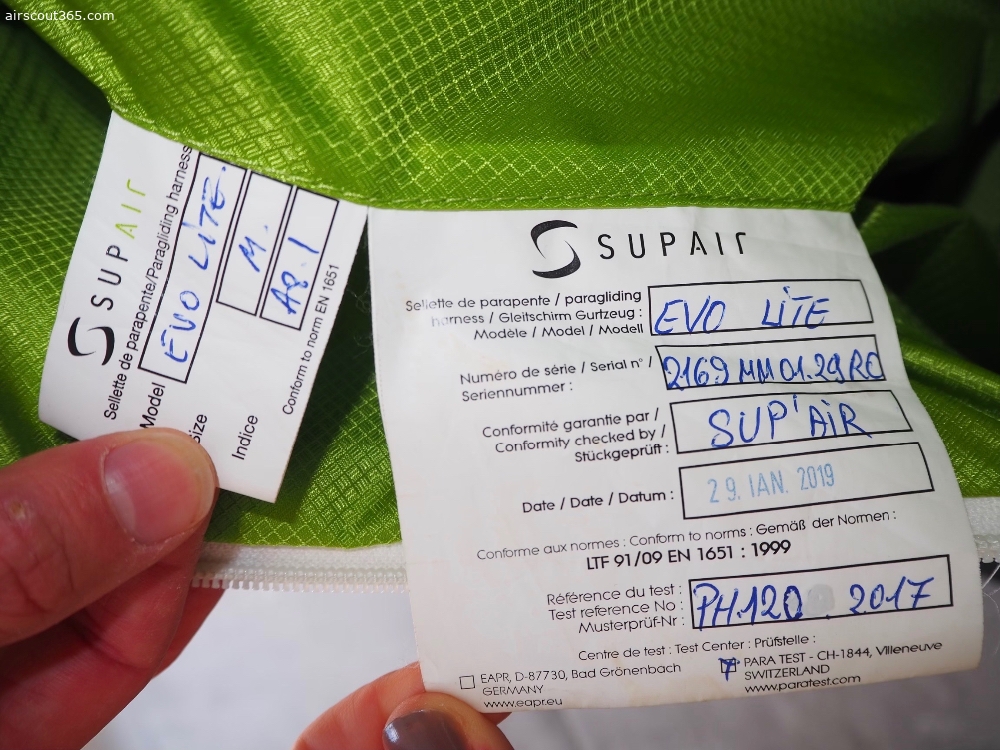 airscout365.com
SUPAIR
Sellette de parapente/Paragliding harness
Model EVO LITE.
Size M.
Indice A8.1
Conform to norm EN 1651
SUPAIR
Sellette de parapente / paragliding
harness / Gleitschirm Gurtzeug :
Modèle / Model / Modell
EVO LITE
Numéro de série / Serial n° /
Seriennummer :
2169 MM 01.29 RO
Conformité garantie par /
Conformity checked by /
Stückgeprüft :
SUP'AIR
Date / Date / Datum : 29. IAN. 2019
Conforme aux normes : Conform to norms : Gemäß der Normen :
LTF 91/09 EN 1651 : 1999
Référence du test :
Test reference No :
Musterprüf-Nr :
PH.120 . 2017
Centre de test : Test Center : Prüfstelle :
EAPR, D-87730, Bad Grönenbach
GERMANY
www.eapr.eu
PARA TEST - CH-1844, Villeneuve
SWITZERLAND
www.paratest.com